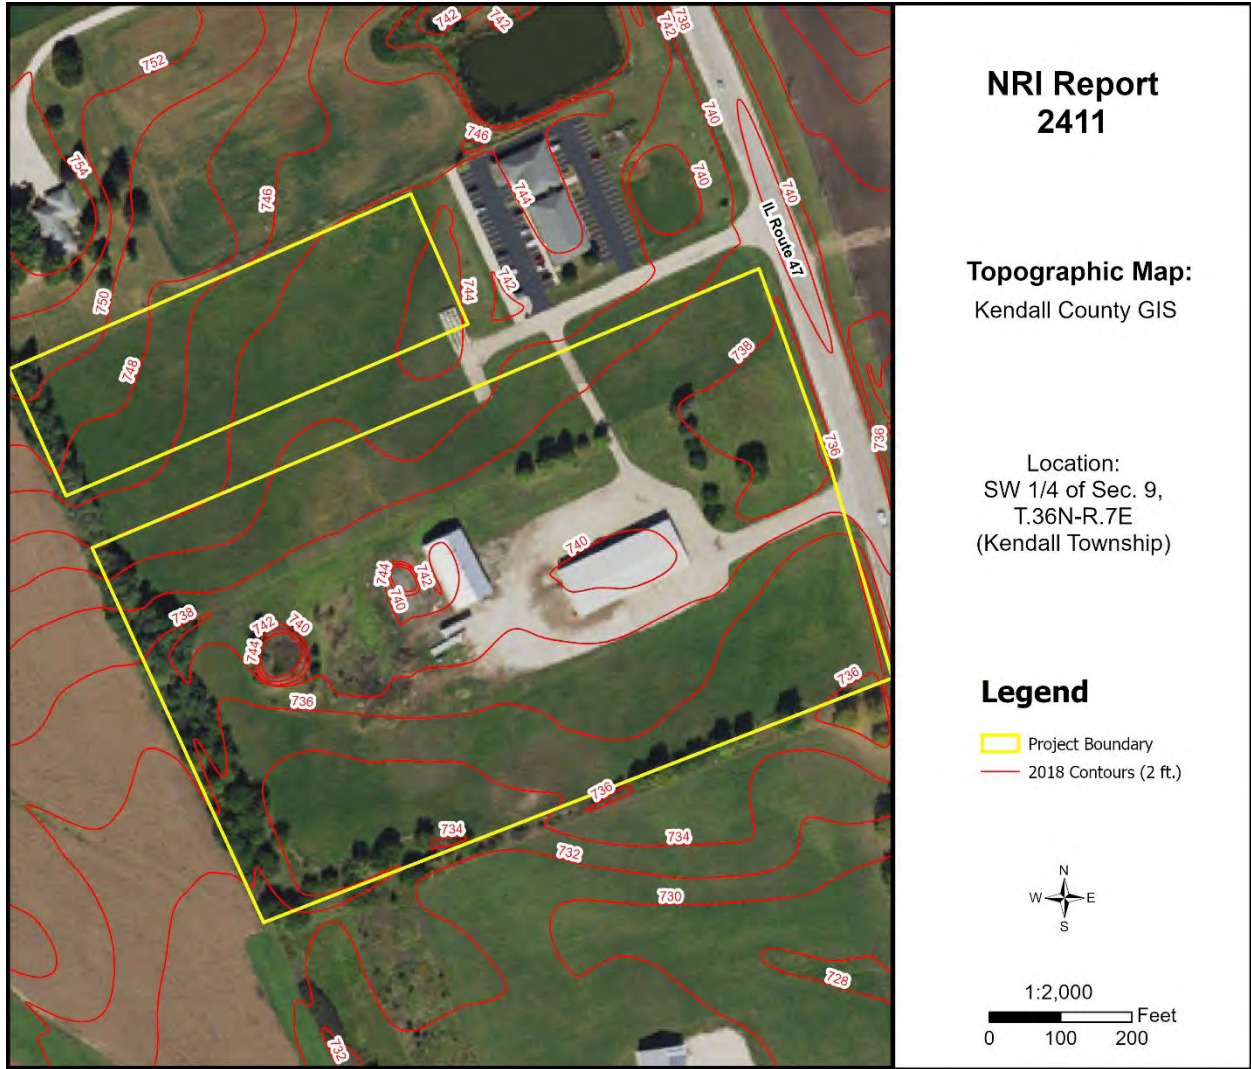 742
742
738
742
752
740
746
754
740
740
746
744
IL Route 47
742
744
750
748
738
736
736
740
744
742
740
738
742
740
744
736
736
736
734
734
732
730
728
732
NRI Report
2411
Topographic Map:
Kendall County GIS
Location:
SW 1/4 of Sec. 9,
T.36N-R.7E
(Kendall Township)
Legend
Project Boundary
2018 Contours (2 ft.)
N
W
E
S
1:2,000
Feet
0
100
200